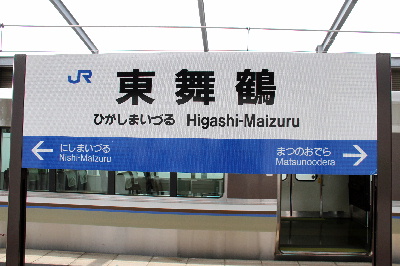 JR 東舞鶴
ひがしまいづる Higashi-Maizuru
にしまいづる まつのおでら
Nishi-Maizuru Matsunoodera